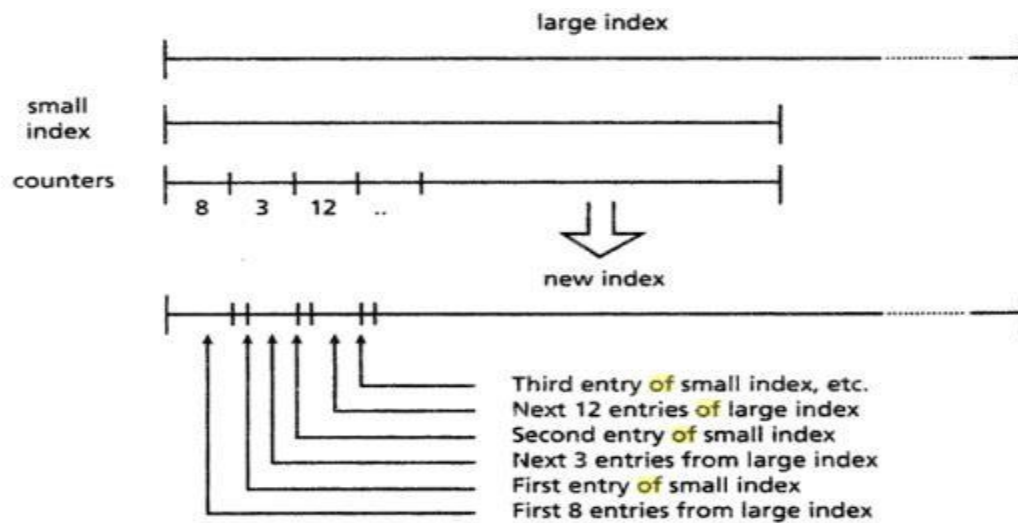 large index
small
index
counters
8 3 12 ..
new index
Third entry of small index, etc.
Next 12 entries of large index
Second entry of small index
Next 3 entries from large index
First entry of small index
First 8 entries from large index